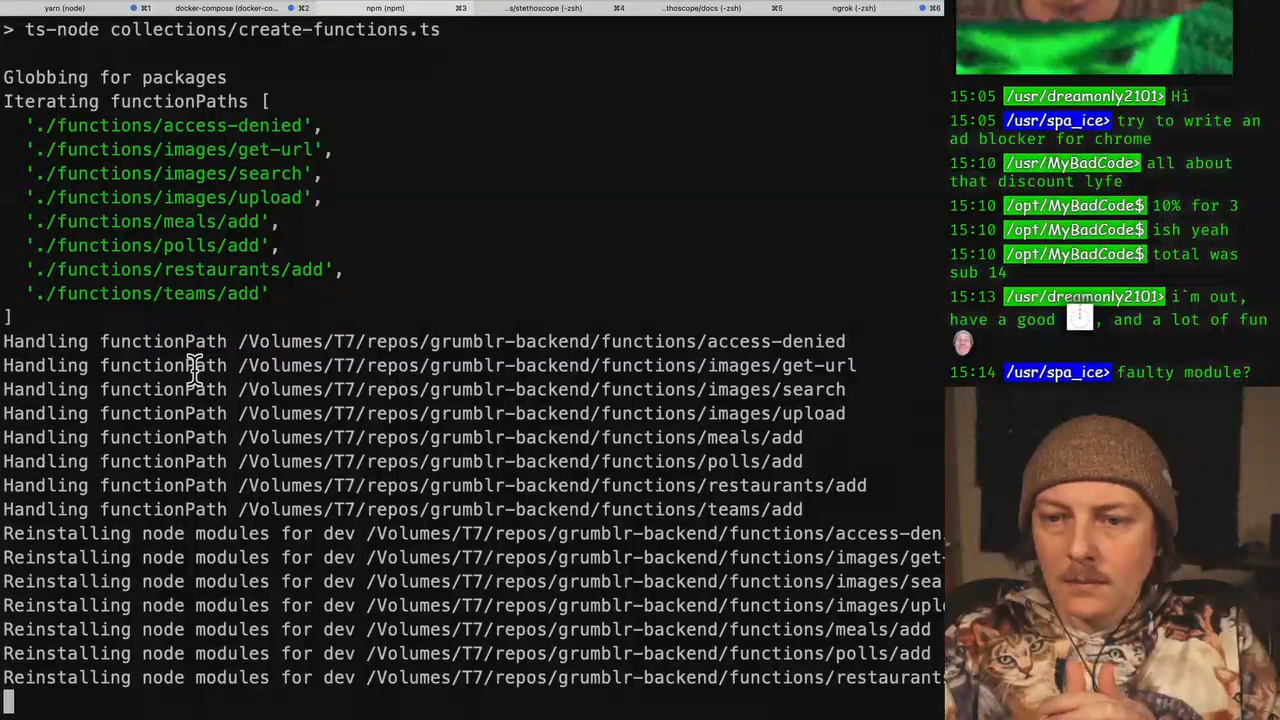 yarn (node) ⌘1 docker-compose (docker-co... ⌘2 npm (npm) ⌘3 ..s/stethoscope (-zsh) ⌘4 ..thoscope/docs (-zsh) ⌘5 ngrok (-zsh) ⌘6
> ts-node collections/create-functions.ts
Globbing for packages
Iterating functionPaths [
'./functions/access-denied',
'./functions/images/get-url',
'./functions/images/search',
'./functions/images/upload',
'./functions/meals/add',
'./functions/polls/add',
'./functions/restaurants/add',
'./functions/teams/add'
]
Handling functionPath /Volumes/T7/repos/grumblr-backend/functions/access-denied
Handling functionPath /Volumes/T7/repos/grumblr-backend/functions/images/get-url
Handling functionPath /Volumes/T7/repos/grumblr-backend/functions/images/search
Handling functionPath /Volumes/T7/repos/grumblr-backend/functions/images/upload
Handling functionPath /Volumes/T7/repos/grumblr-backend/functions/meals/add
Handling functionPath /Volumes/T7/repos/grumblr-backend/functions/polls/add
Handling functionPath /Volumes/T7/repos/grumblr-backend/functions/restaurants/add
Handling functionPath /Volumes/T7/repos/grumblr-backend/functions/teams/add
Reinstalling node modules for dev /Volumes/T7/repos/grumblr-backend/functions/access-den
Reinstalling node modules for dev /Volumes/T7/repos/grumblr-backend/functions/images/get-
Reinstalling node modules for dev /Volumes/T7/repos/grumblr-backend/functions/images/sea
Reinstalling node modules for dev /Volumes/T7/repos/grumblr-backend/functions/images/uplo
Reinstalling node modules for dev /Volumes/T7/repos/grumblr-backend/functions/meals/add
Reinstalling node modules for dev /Volumes/T7/repos/grumblr-backend/functions/polls/add
Reinstalling node modules for dev /Volumes/T7/repos/grumblr-backend/functions/restaurant
15:05 /usr/dreamonly2101> Hi
15:05 /usr/spa_ice> try to write an
ad blocker for chrome
15:10 /usr/MyBadCode> all about
that discount lyfe
15:10 /opt/MyBadCode$ 10% for 3
15:10 /opt/MyBadCode$ ish yeah
15:10 /opt/MyBadCode$ total was
sub 14
15:13 /usr/dreamonly2101> i`m out,
have a good , and a lot of fun
15:14 /usr/spa_ice> faulty module?